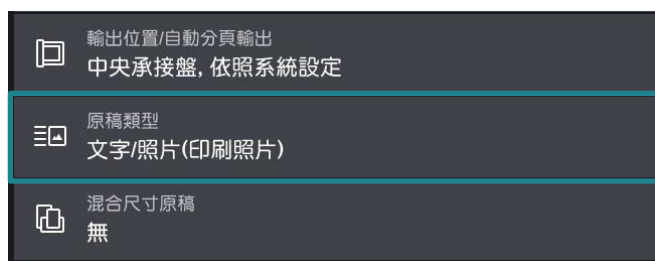 輸出位置/自動分頁輸出
中央承接盤, 依照系統設定
原稿類型
文字/照片(印刷照片)
混合尺寸原稿
無